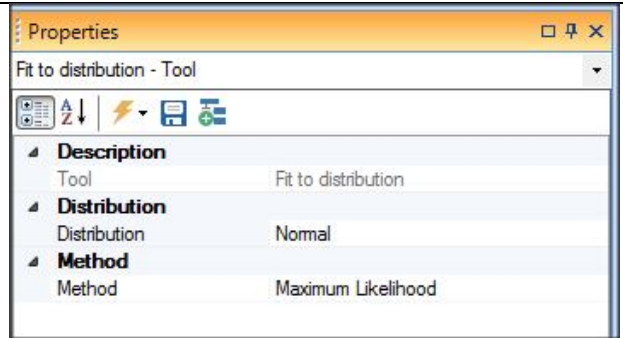 Properties
Fit to distribution - Tool
Description
Tool Fit to distribution
Distribution
Distribution Normal
Method
Method Maximum Likelihood